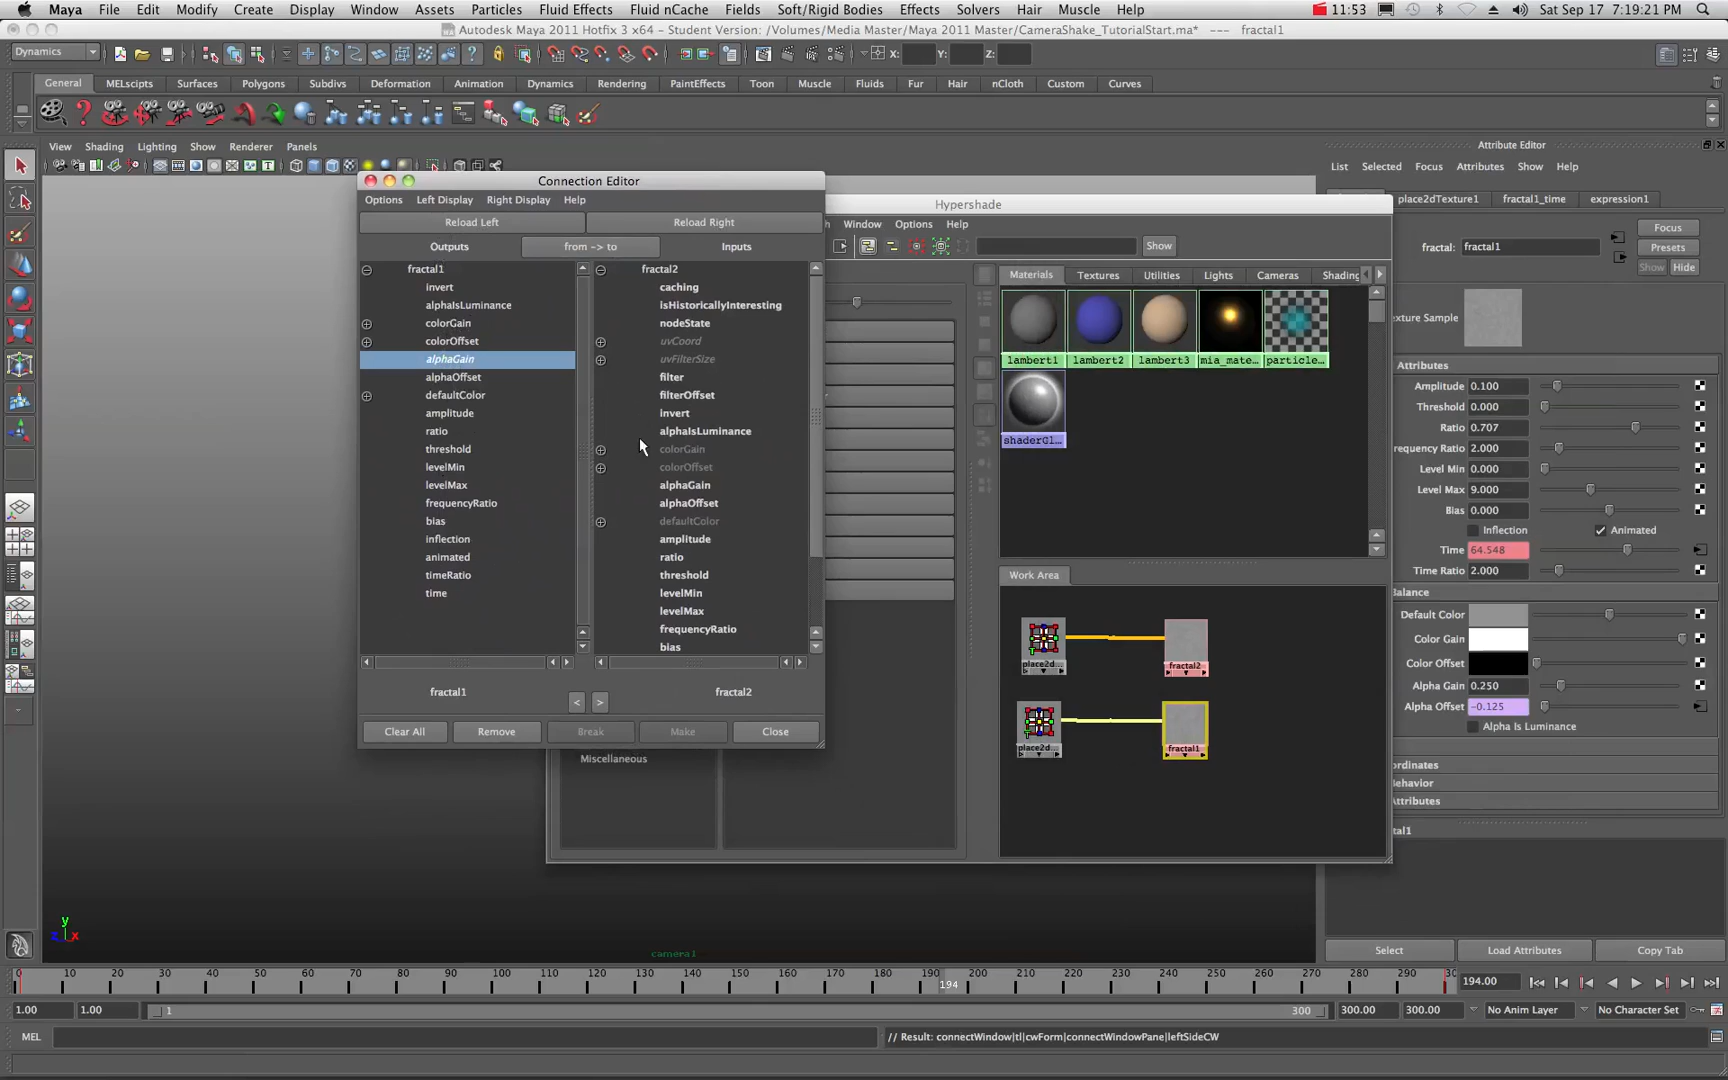 Maya File Edit Modify Create Display Window Assets Particles Fluid Effects Fluid nCache Fields Soft/Rigid Bodies Effects Solvers Hair Muscle Help 11:53 Sat Sep 17 7:19:21 PM
Autodesk Maya 2011 Hotfix 3 x64 - Student Version: /Volumes/Media Master/Maya 2011 Master/CameraShake_TutorialStart.ma* --- fractal1
Dynamics X: Y: Z:
General MELscipts Surfaces Polygons Subdivs Deformation Animation Dynamics Rendering PaintEffects Toon Muscle Fluids Fur Hair nCloth Custom Curves
View Shading Lighting Show Renderer Panels
Attribute Editor
List Selected Focus Attributes Show Help
place2dTexture1 fractal1_time expression1
Focus
fractal: fractal1
Presets
Show Hide
Connection Editor
Options Left Display Right Display Help
Reload Left Reload Right
Outputs from -> to Inputs
fractal1
invert
alphaIsLuminance
colorGain
colorOffset
alphaGain
alphaOffset
defaultColor
amplitude
ratio
threshold
levelMin
levelMax
frequencyRatio
bias
inflection
animated
timeRatio
time
fractal2
caching
isHistoricallyInteresting
nodeState
uvCoord
uvFilterSize
filter
filterOffset
invert
alphaIsLuminance
colorGain
colorOffset
alphaGain
alphaOffset
defaultColor
amplitude
ratio
threshold
levelMin
levelMax
frequencyRatio
bias
fractal1 < > fractal2
Clear All Remove Break Make Close
Hypershade
Window Options Help
Show
Materials Textures Utilities Lights Cameras Shading
lambert1 lambert2 lambert3 mia_mate... particle...
shaderGl...
Work Area
place2d... fractal2
place2d... fractal1
Miscellaneous
exture Sample
Attributes
Amplitude 0.100
Threshold 0.000
Ratio 0.707
equency Ratio 2.000
Level Min 0.000
Level Max 9.000
Bias 0.000
Inflection Animated
Time 64.548
Time Ratio 2.000
Balance
Default Color
Color Gain
Color Offset
Alpha Gain 0.250
Alpha Offset -0.125
Alpha Is Luminance
ordinates
Behavior
Attributes
tal1
Select Load Attributes Copy Tab
y
z x
camera1
0 10 20 30 40 50 60 70 80 90 100 110 120 130 140 150 160 170 180 190 200 210 220 230 240 250 260 270 280 290 30
194 194.00
1.00 1.00 1 300 300.00 300.00 No Anim Layer No Character Set
MEL // Result: connectWindow|tl|cwForm|connectWindowPane|leftSideCW